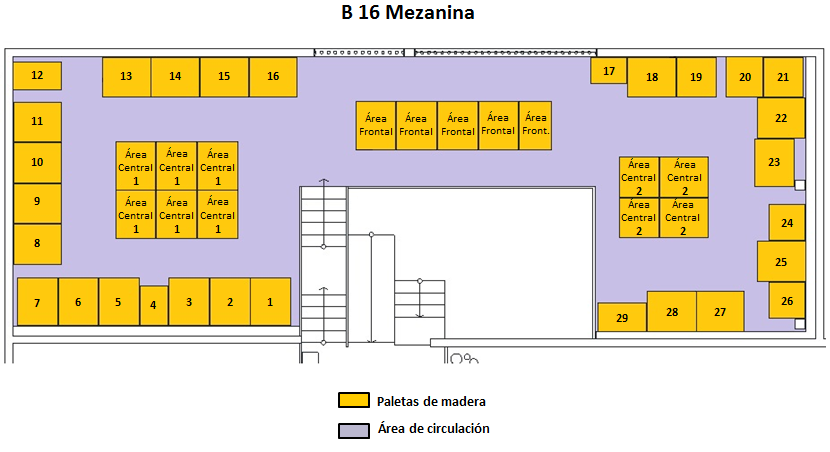 B 16 Mezanina
12
13
14
15
16
17
18
19
20
21
11
22
Área
Frontal
Área
Frontal
Área
Frontal
Área
Frontal
Área
Front.
10
Área
Central
1
Área
Central
1
Área
Central
1
23
Área
Central
2
Área
Central
2
9
Área
Central
1
Área
Central
1
Área
Central
1
Área
Central
2
Área
Central
2
24
8
25
7
6
5
4
3
2
1
26
29
28
27
Paletas de madera
Área de circulación